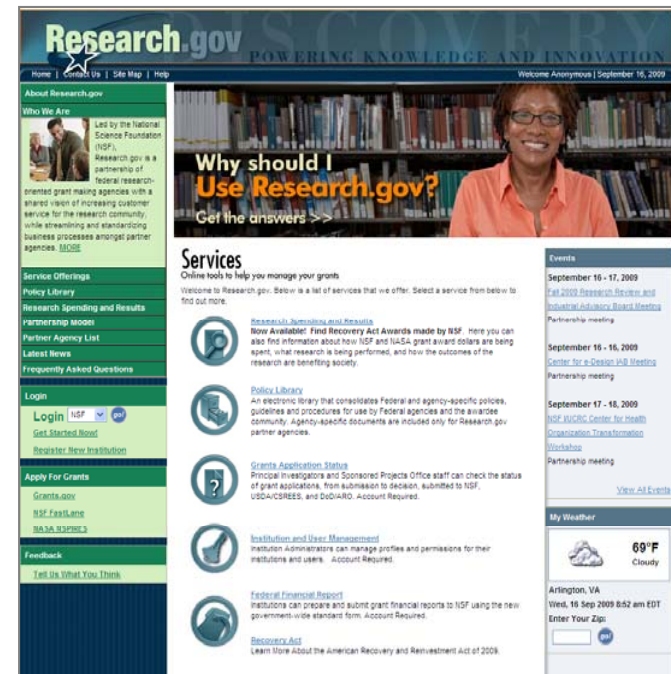 DISCOVERY
Research.gov
POWERING KNOWLEDGE AND INNOVATION
Home | Contact Us | Site Map | Help
Welcome Anonymous | September 16, 2009
About Research.gov
Who We Are
Led by the National
Science Foundation
(NSF),
Research.gov is a
partnership of
federal research-
oriented grant making agencies with a
shared vision of increasing customer
service for the research community,
while streamlining and standardizing
business processes amongst partner
agencies. MORE
Service Offerings
Policy Library
Research Spending and Results
Partnership Model
Partner Agency List
Latest News
Frequently Asked Questions
Login
Login NSF go!
Get Started Now!
Register New Institution
Apply For Grants
Grants.gov
NSF FastLane
NASA NSPIRES
Feedback
Tell Us What You Think
Why should I
Use Research.gov?
Get the answers >>
Services
Online tools to help you manage your grants
Welcome to Research.gov. Below is a list of services that we offer. Select a service from below to
find out more.
Research Spending and Results
Now Available! Find Recovery Act Awards made by NSF. Here you can
also find information about how NSF and NASA grant award dollars are being
spent, what research is being performed, and how the outcomes of the
research are benefiting society.
Policy Library
An electronic library that consolidates Federal and agency-specific policies,
guidelines and procedures for use by Federal agencies and the awardee
community. Agency-specific documents are included only for Research.gov
partner agencies.
Grants Application Status
Principal Investigators and Sponsored Projects Office staff can check the status
of grant applications, from submission to decision, submitted to NSF,
USDA/CSREES, and DoD/ARO. Account Required.
Institution and User Management
Institution Administrators can manage profiles and permissions for their
institutions and users. Account Required.
Federal Financial Report
Institutions can prepare and submit grant financial reports to NSF using the new
government-wide standard form. Account Required.
Recovery Act
Learn More About the American Recovery and Reinvestment Act of 2009.
Events
September 16 - 17, 2009
Fall 2009 Research Review and
Industrial Advisory Board Meeting
Partnership meeting
September 16 - 16, 2009
Center for e-Design IAB Meeting
Partnership meeting
September 17 - 18, 2009
NSF I/UCRC Center for Health
Organization Transformation
Workshop
Partnership meeting
View All Events
My Weather
69°F
Cloudy
Arlington, VA
Wed, 16 Sep 2009 8:52 am EDT
Enter Your Zip:
go!